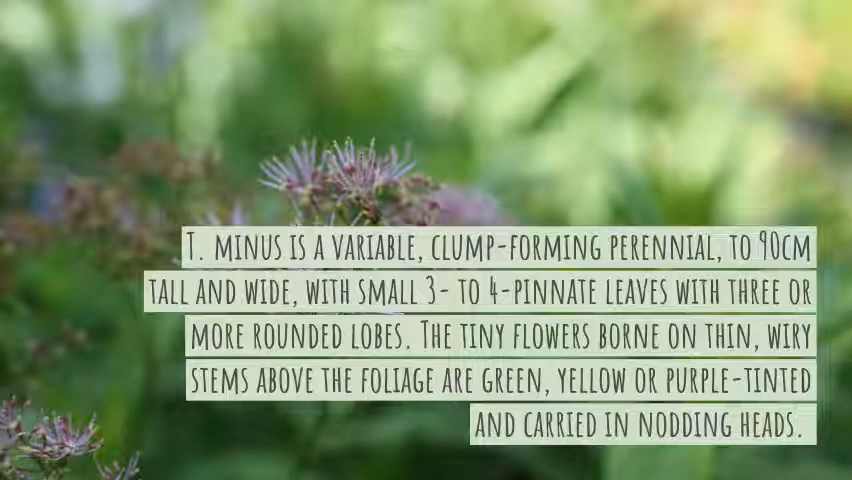 T. minus is a variable, clump-forming perennial, to 90cm
tall and wide, with small 3- to 4-pinnate leaves with three or
more rounded lobes. The tiny flowers borne on thin, wiry
stems above the foliage are green, yellow or purple-tinted
and carried in nodding heads.